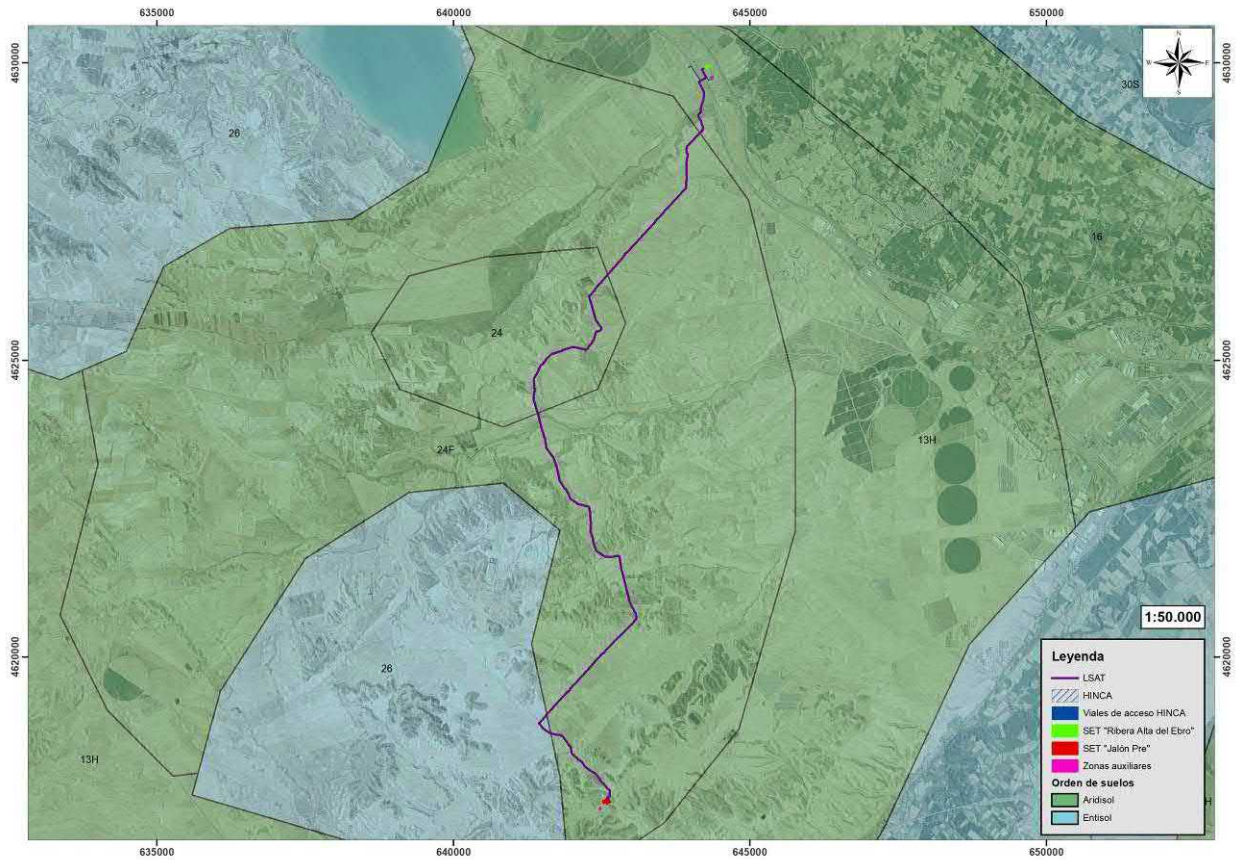 635000 640000 645000 650000
4630000 4630000
N
W E
S
30S
26
16
24
4625000 4625000
13H
24F
1:50.000
4620000 4620000
26
Leyenda
LSAT
HINCA
Viales de acceso HINCA
SET "Ribera Alta del Ebro"
SET "Jalón Pre"
Zonas auxiliares
Orden de suelos
Aridisol
Entisol
13H
H
635000 640000 645000 650000